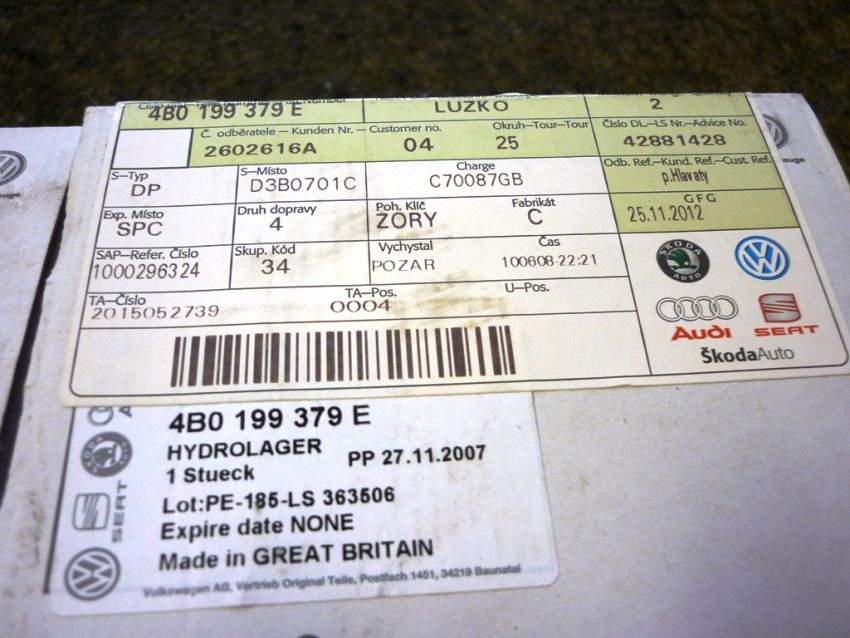 4B0 199 379 E LUZKO 2
Č. odběratele – Kunden Nr. – Customer no. Okruh–Tour–Tour Číslo DL–LS Nr.–Advice No.
2602616A 04 25 42881428
S–Typ S–Místo Charge Odb. Ref.–Kund. Ref.–Cust. Ref.
DP D3B0701C C70087GB p.Hlavaty
Exp. Místo Druh dopravy Poh. Klíč Fabrikát GFG
SPC 4 ZORY C 25.11.2012
SAP–Refer. Číslo Skup. Kód Vychystal Čas
1000296324 34 POZAR 100608-22:21
TA–Číslo TA–Pos. U–Pos.
2015052739 0004
ŠKODA AUTO
Audi SEAT
ŠkodaAuto
4B0 199 379 E
HYDROLAGER PP 27.11.2007
1 Stueck
Lot:PE-185-LS 363506
Expire date NONE
Made in GREAT BRITAIN
Volkswagen AG, Vertrieb Original Teile, Postfach 1451, 34219 Baunatal
SEAT